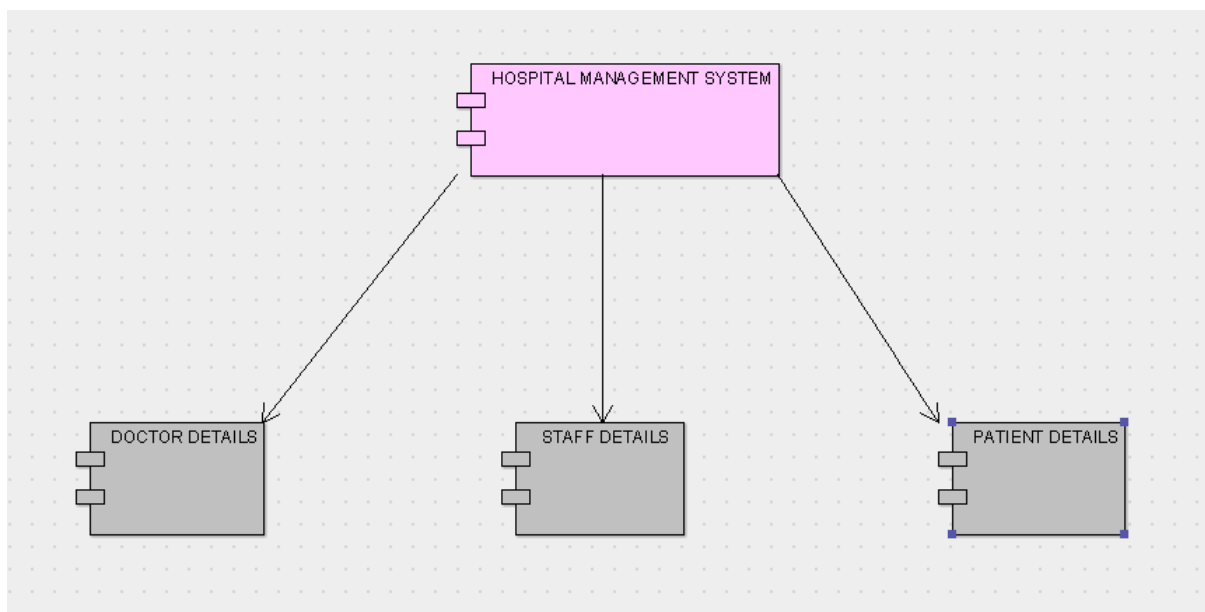 HOSPITAL MANAGEMENT SYSTEM
DOCTOR DETAILS
STAFF DETAILS
PATIENT DETAILS